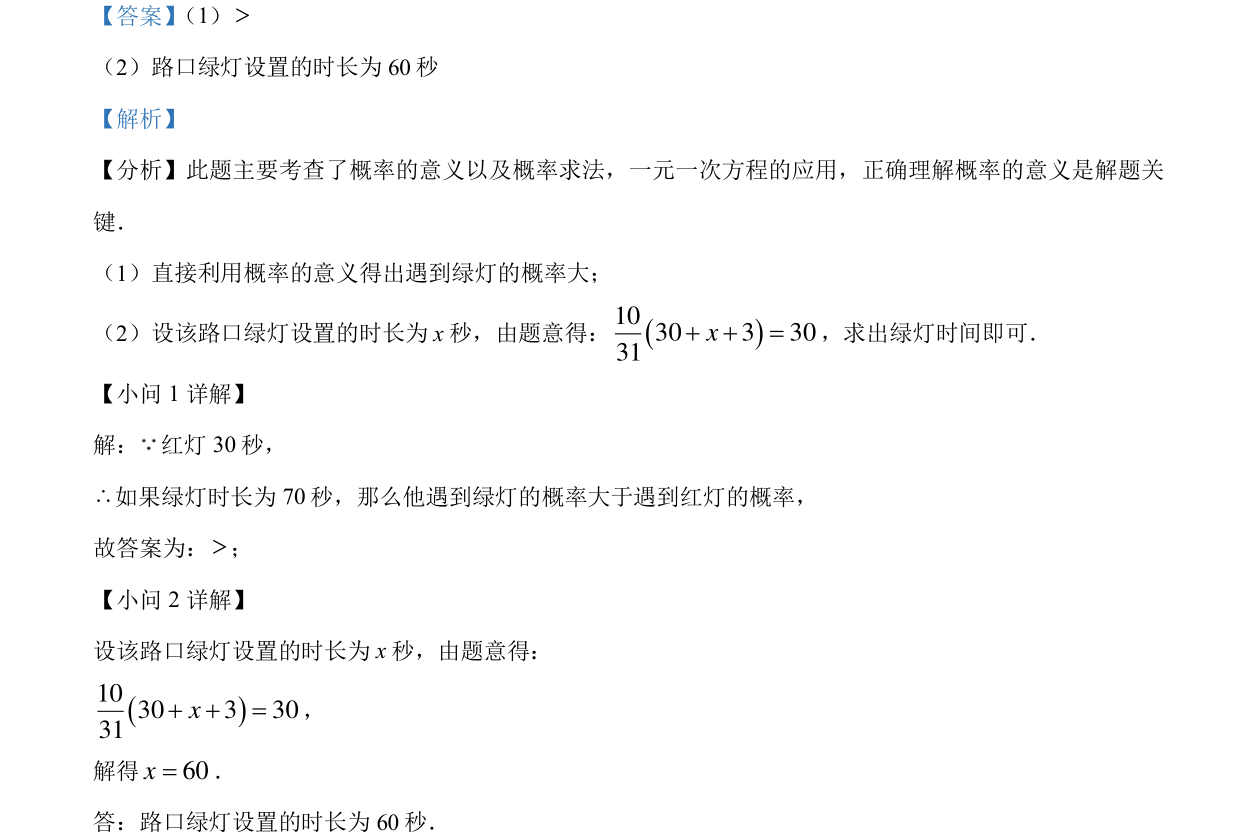 【答案】（1）＞
（2）路口绿灯设置的时长为 60 秒
【解析】
【分析】此题主要考查了概率的意义以及概率求法，一元一次方程的应用，正确理解概率的意义是解题关
键．
（1）直接利用概率的意义得出遇到绿灯的概率大；
（2）设该路口绿灯设置的时长为 x 秒，由题意得：10/31(30+x+3)=30，求出绿灯时间即可．
【小问 1 详解】
解：∵红灯 30 秒，
∴如果绿灯时长为 70 秒，那么他遇到绿灯的概率大于遇到红灯的概率，
故答案为：＞；
【小问 2 详解】
设该路口绿灯设置的时长为 x 秒，由题意得：
10/31(30+x+3)=30，
解得 x=60．
答：路口绿灯设置的时长为 60 秒．